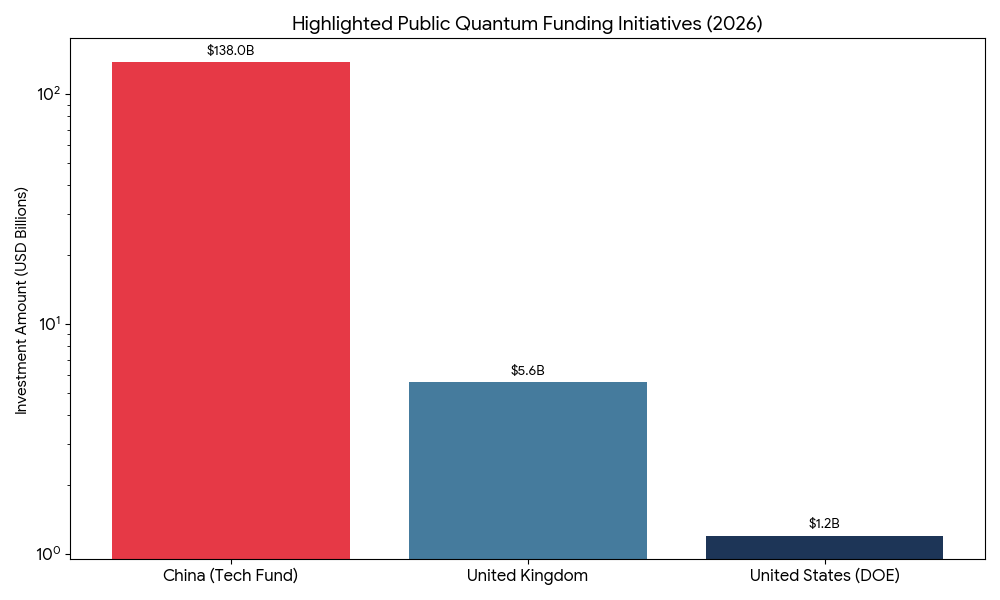 Highlighted Public Quantum Funding Initiatives (2026)
Investment Amount (USD Billions)
10²
10¹
10⁰
$138.0B
$5.6B
$1.2B
China (Tech Fund)
United Kingdom
United States (DOE)